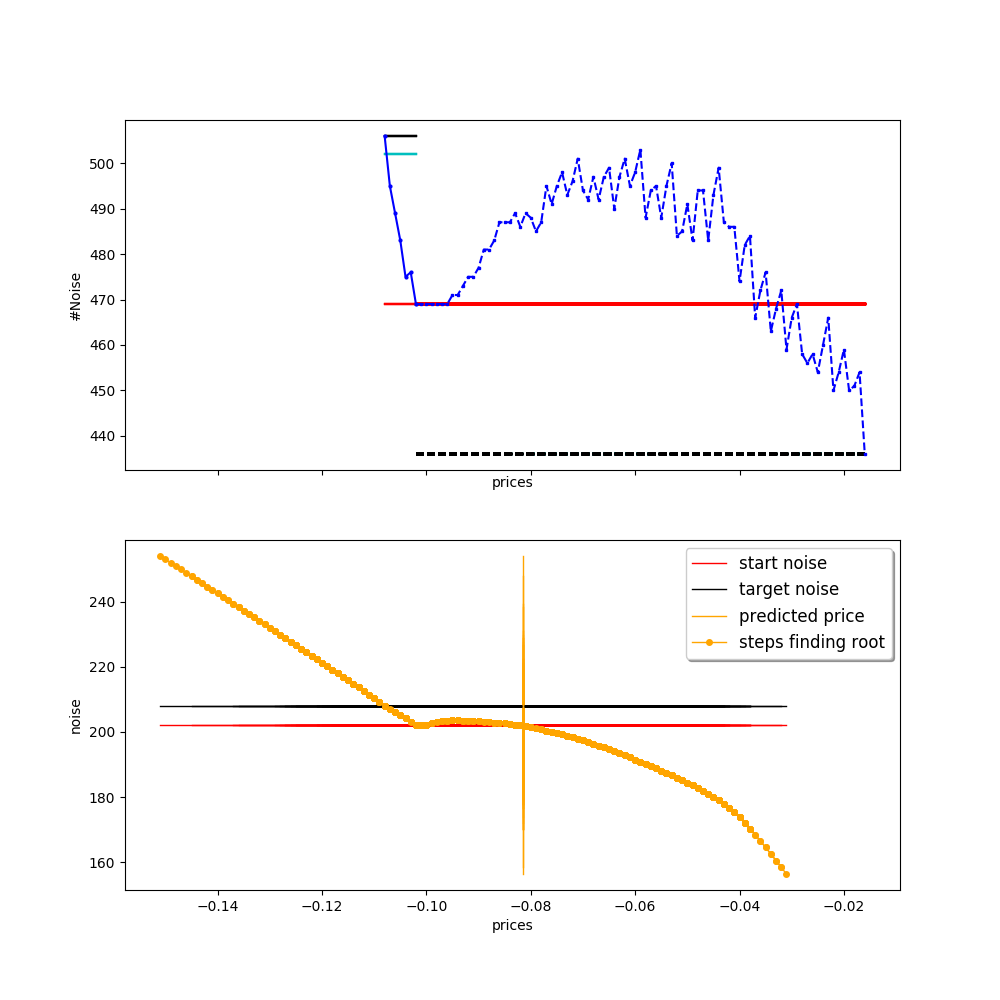 500
490
480
470
460
450
440
#Noise
prices
start noise
target noise
predicted price
steps finding root
240
220
200
180
160
noise
−0.14 −0.12 −0.10 −0.08 −0.06 −0.04 −0.02
prices